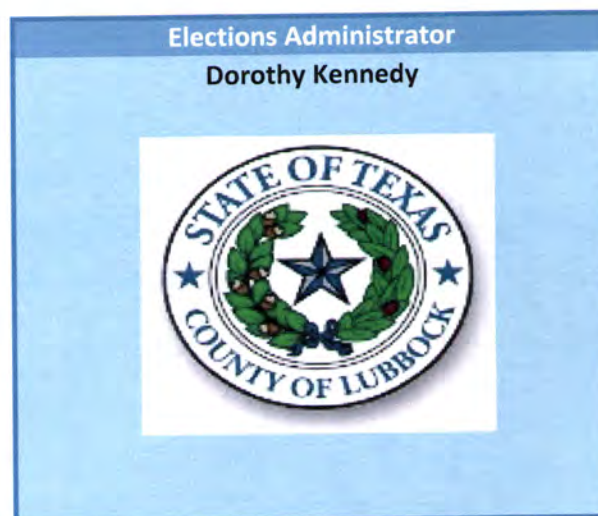 Elections Administrator
Dorothy Kennedy
STATE OF TEXAS
COUNTY OF LUBBOCK